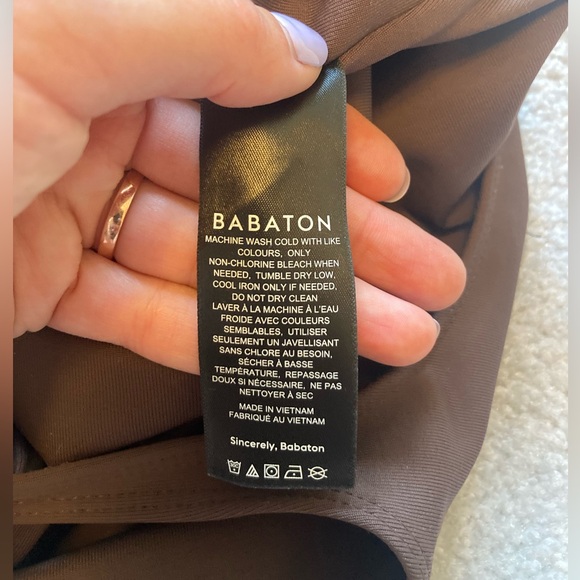 BABATON
MACHINE WASH COLD WITH LIKE
COLOURS, ONLY
NON-CHLORINE BLEACH WHEN
NEEDED, TUMBLE DRY LOW.
COOL IRON ONLY IF NEEDED,
DO NOT DRY CLEAN
LAVER À LA MACHINE À L'EAU
FROIDE AVEC COULEURS
SEMBLABLES, UTILISER
SEULEMENT UN JAVELLISANT
SANS CHLORE AU BESOIN,
SÉCHER À BASSE
TEMPÉRATURE, REPASSAGE
DOUX SI NÉCESSAIRE, NE PAS
NETTOYER À SEC
MADE IN VIETNAM
FABRIQUÉ AU VIETNAM
Sincerely, Babaton